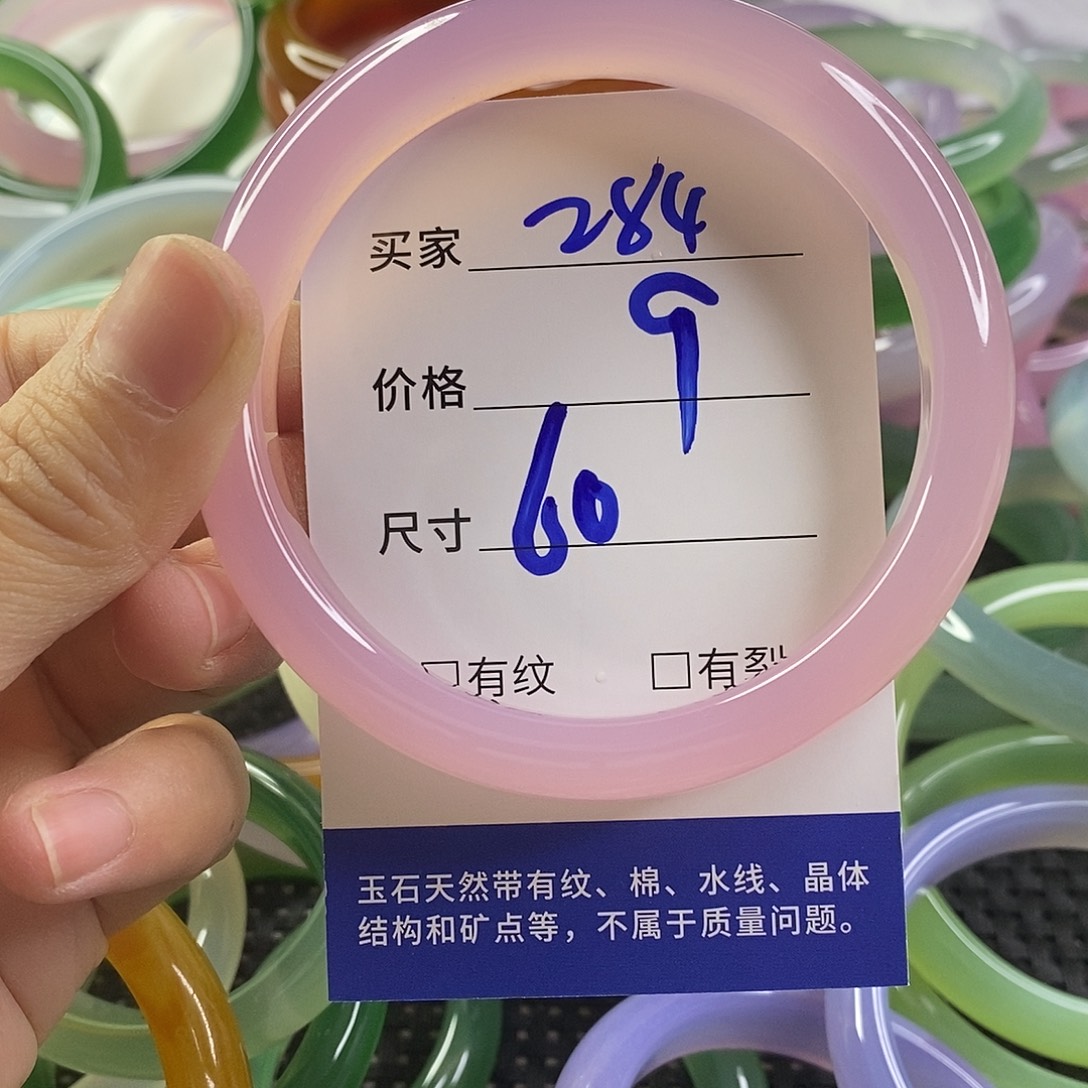 买家 284
价格 9
尺寸 60
□有纹 □有裂
玉石天然带有纹、棉、水线、晶体
结构和矿点等，不属于质量问题。